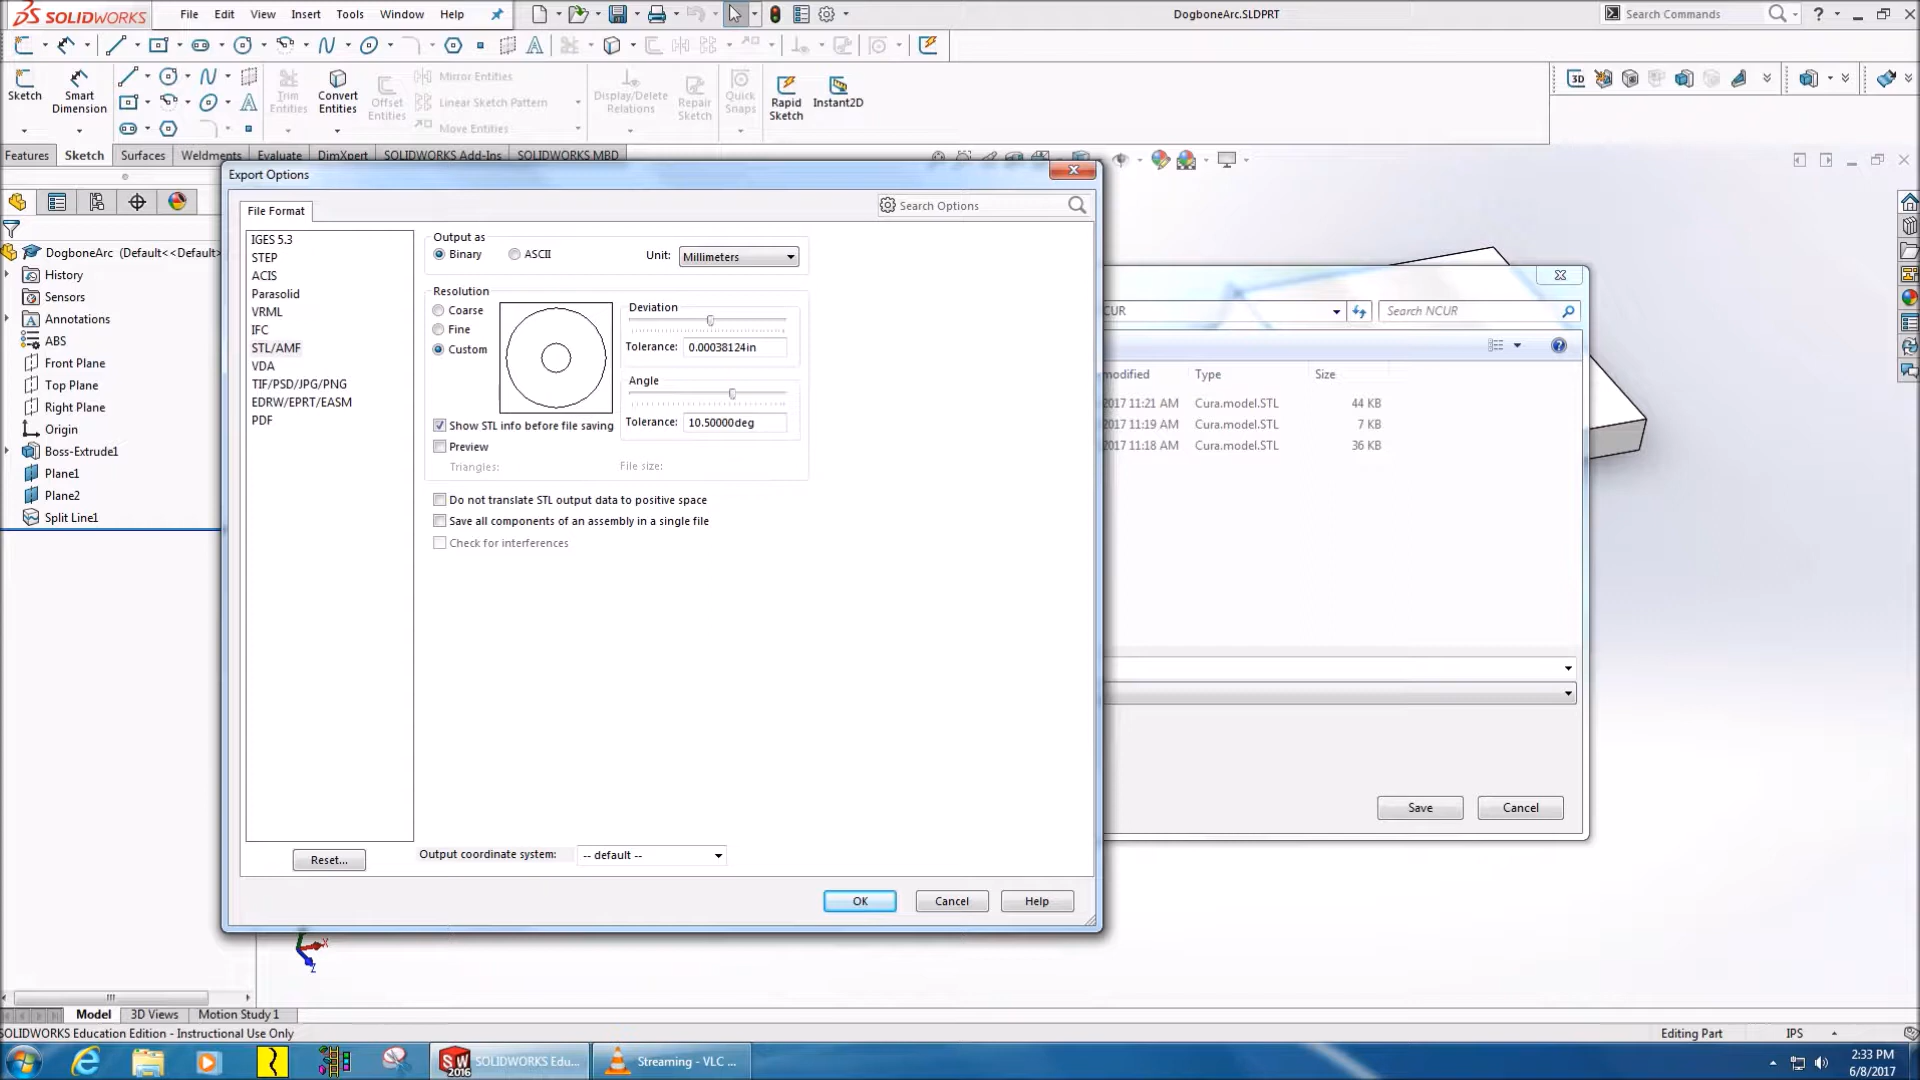 SOLIDWORKS
File Edit View Insert Tools Window Help
DogboneArc.SLDPRT
Search Commands
Sketch
Smart Dimension
Trim Entities
Convert Entities
Offset Entities
Mirror Entities
Linear Sketch Pattern
Move Entities
Display/Delete Relations
Repair Sketch
Quick Snaps
Rapid Sketch
Instant2D
3D
Features Sketch Surfaces Weldments Evaluate DimXpert SOLIDWORKS Add-Ins SOLIDWORKS MBD
DogboneArc (Default<<Default>
History
Sensors
Annotations
ABS
Front Plane
Top Plane
Right Plane
Origin
Boss-Extrude1
Plane1
Plane2
Split Line1
Export Options
File Format
Search Options
IGES 5.3
STEP
ACIS
Parasolid
VRML
IFC
STL/AMF
VDA
TIF/PSD/JPG/PNG
EDRW/EPRT/EASM
PDF
Output as
Binary ASCII Unit: Millimeters
Resolution
Coarse
Fine
Custom
Deviation
Tolerance: 0.00038124in
Angle
Tolerance: 10.50000deg
Show STL info before file saving
Preview
Triangles: File size:
Do not translate STL output data to positive space
Save all components of an assembly in a single file
Check for interferences
Reset...
Output coordinate system: -- default --
OK Cancel Help
CUR
Search NCUR
modified Type Size
2017 11:21 AM Cura.model.STL 44 KB
2017 11:19 AM Cura.model.STL 7 KB
2017 11:18 AM Cura.model.STL 36 KB
Save Cancel
X
Z
Model 3D Views Motion Study 1
SOLIDWORKS Education Edition - Instructional Use Only
Editing Part
IPS
SW 2016
SOLIDWORKS Edu...
Streaming - VLC ...
2:33 PM
6/8/2017